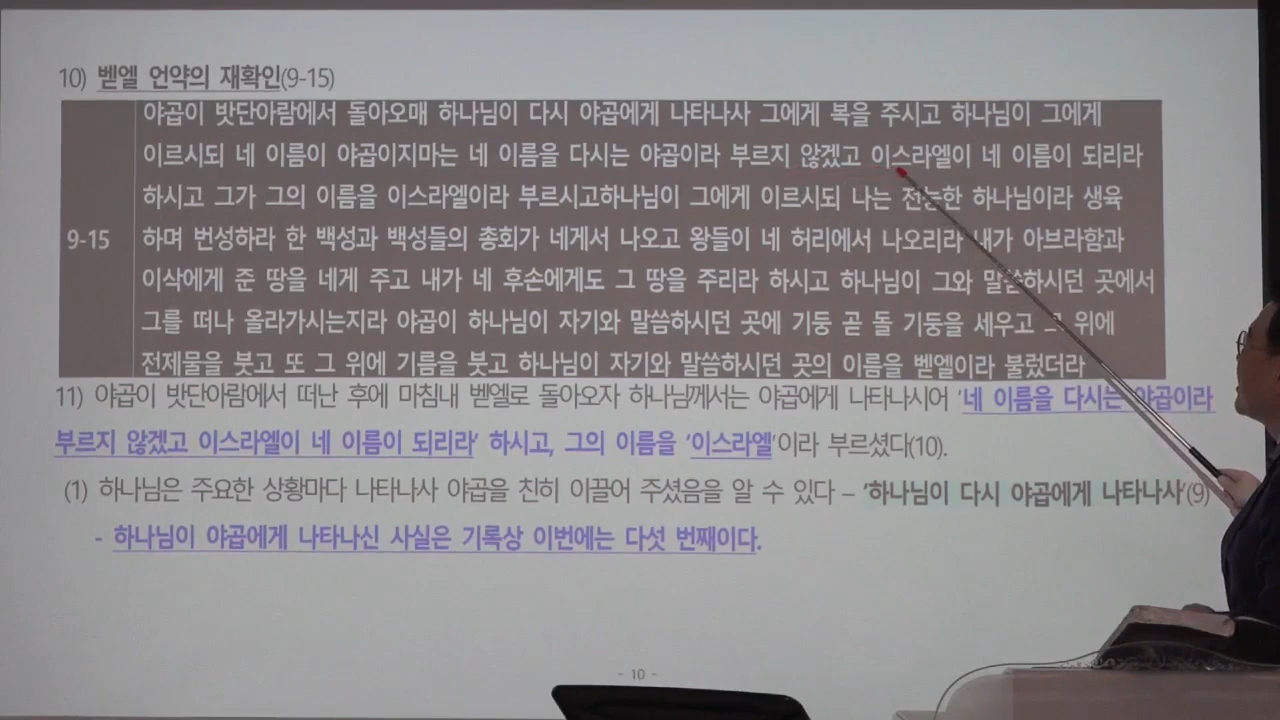 10) 벧엘 언약의 재확인(9-15)
야곱이 밧단아람에서 돌아오매 하나님이 다시 야곱에게 나타나사 그에게 복을 주시고 하나님이 그에게
이르시되 네 이름이 야곱이지마는 네 이름을 다시는 야곱이라 부르지 않겠고 이스라엘이 네 이름이 되리라
하시고 그가 그의 이름을 이스라엘이라 부르시고하나님이 그에게 이르시되 나는 전능한 하나님이라 생육
9-15 하며 번성하라 한 백성과 백성들의 총회가 네게서 나오고 왕들이 네 허리에서 나오리라 내가 아브라함과
이삭에게 준 땅을 네게 주고 내가 네 후손에게도 그 땅을 주리라 하시고 하나님이 그와 말씀하시던 곳에서
그를 떠나 올라가시는지라 야곱이 하나님이 자기와 말씀하시던 곳에 기둥 곧 돌 기둥을 세우고 그 위에
전제물을 붓고 또 그 위에 기름을 붓고 하나님이 자기와 말씀하시던 곳의 이름을 벧엘이라 불렀더라
11) 야곱이 밧단아람에서 떠난 후에 마침내 벧엘로 돌아오자 하나님께서는 야곱에게 나타나시어 '네 이름을 다시는 야곱이라
부르지 않겠고 이스라엘이 네 이름이 되리라' 하시고, 그의 이름을 '이스라엘'이라 부르셨다(10).
(1) 하나님은 주요한 상황마다 나타나사 야곱을 친히 이끌어 주셨음을 알 수 있다 – '하나님이 다시 야곱에게 나타나사'(9)
- 하나님이 야곱에게 나타나신 사실은 기록상 이번에는 다섯 번째이다.
- 10 -